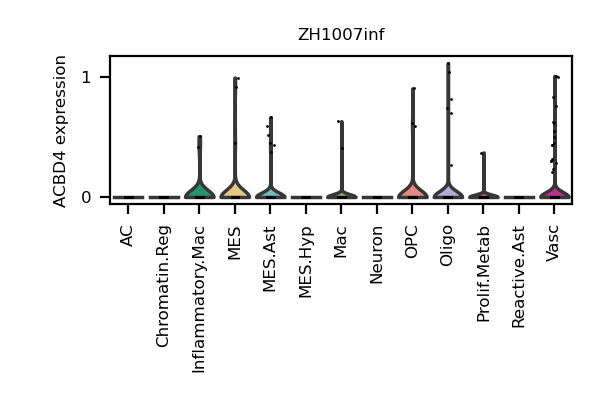 ZH1007inf
ACBD4 expression
1
0
AC
Chromatin.Reg
Inflammatory.Mac
MES
MES.Ast
MES.Hyp
Mac
Neuron
OPC
Oligo
Prolif.Metab
Reactive.Ast
Vasc